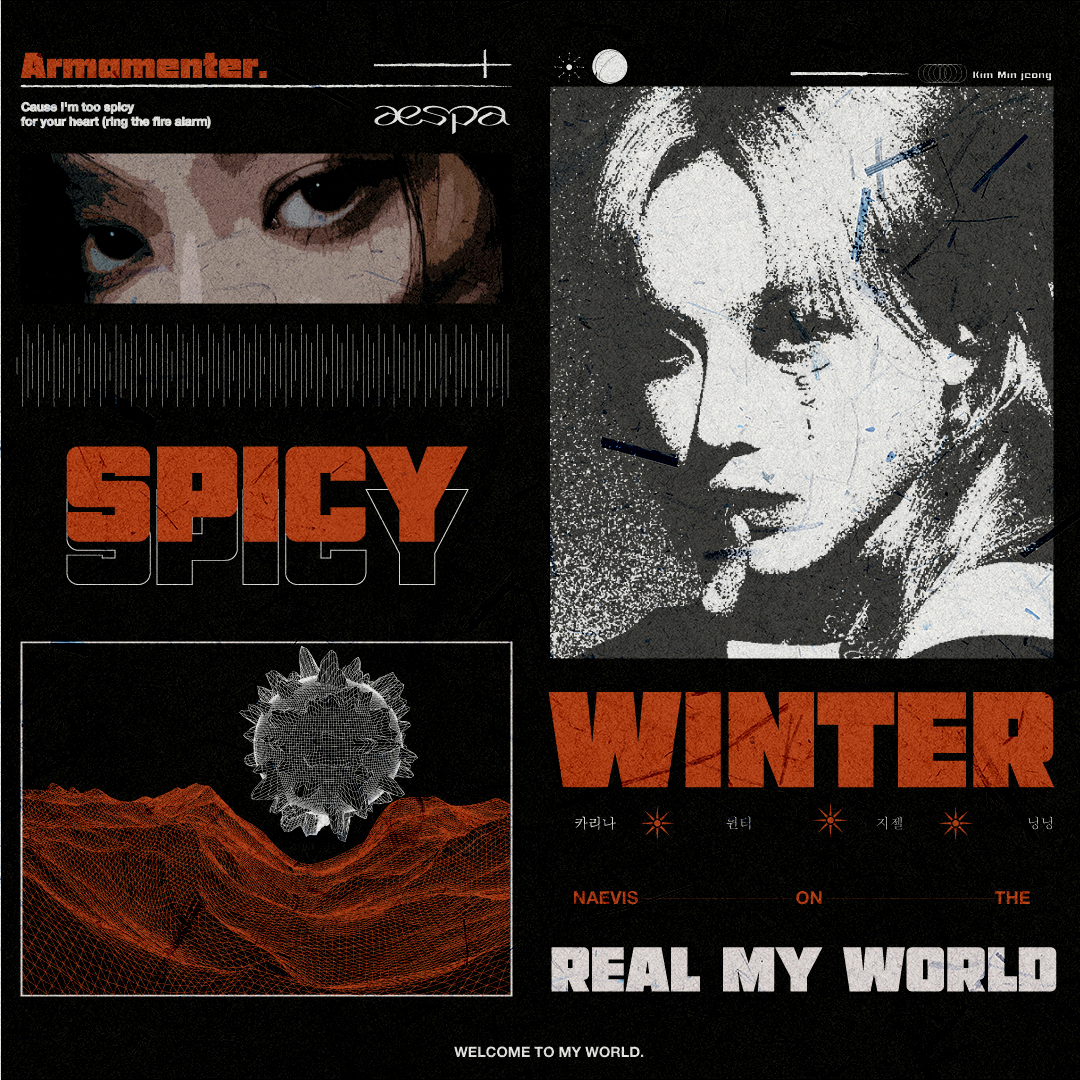 Armamenter.
Cause I'm too spicy
for your heart (ring the fire alarm)
aespa
SPICY
SPICY
Kim Min jeong
WINTER
카리나 윈터 지젤 닝닝
NAEVIS ON THE
REAL MY WORLD
WELCOME TO MY WORLD.